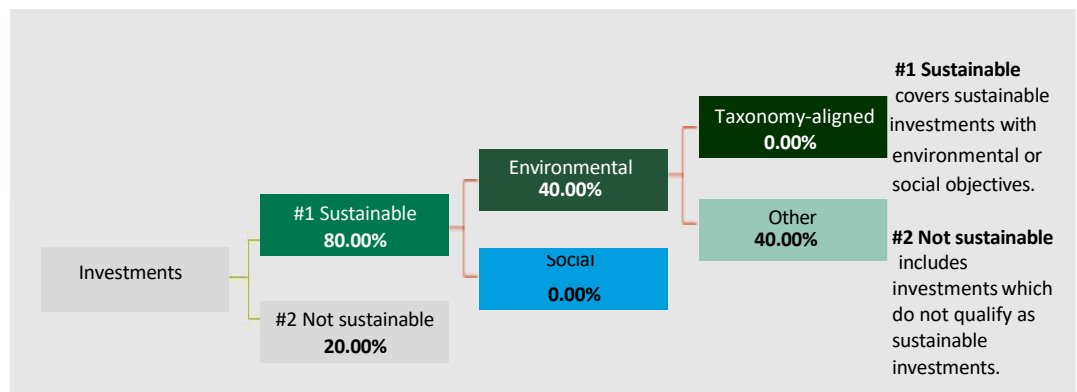 Investments
#1 Sustainable
80.00%
#2 Not sustainable
20.00%
Environmental
40.00%
Social
0.00%
Taxonomy-aligned
0.00%
Other
40.00%
#1 Sustainable
covers sustainable
investments with
environmental or
social objectives.
#2 Not sustainable
includes
investments which
do not qualify as
sustainable
investments.